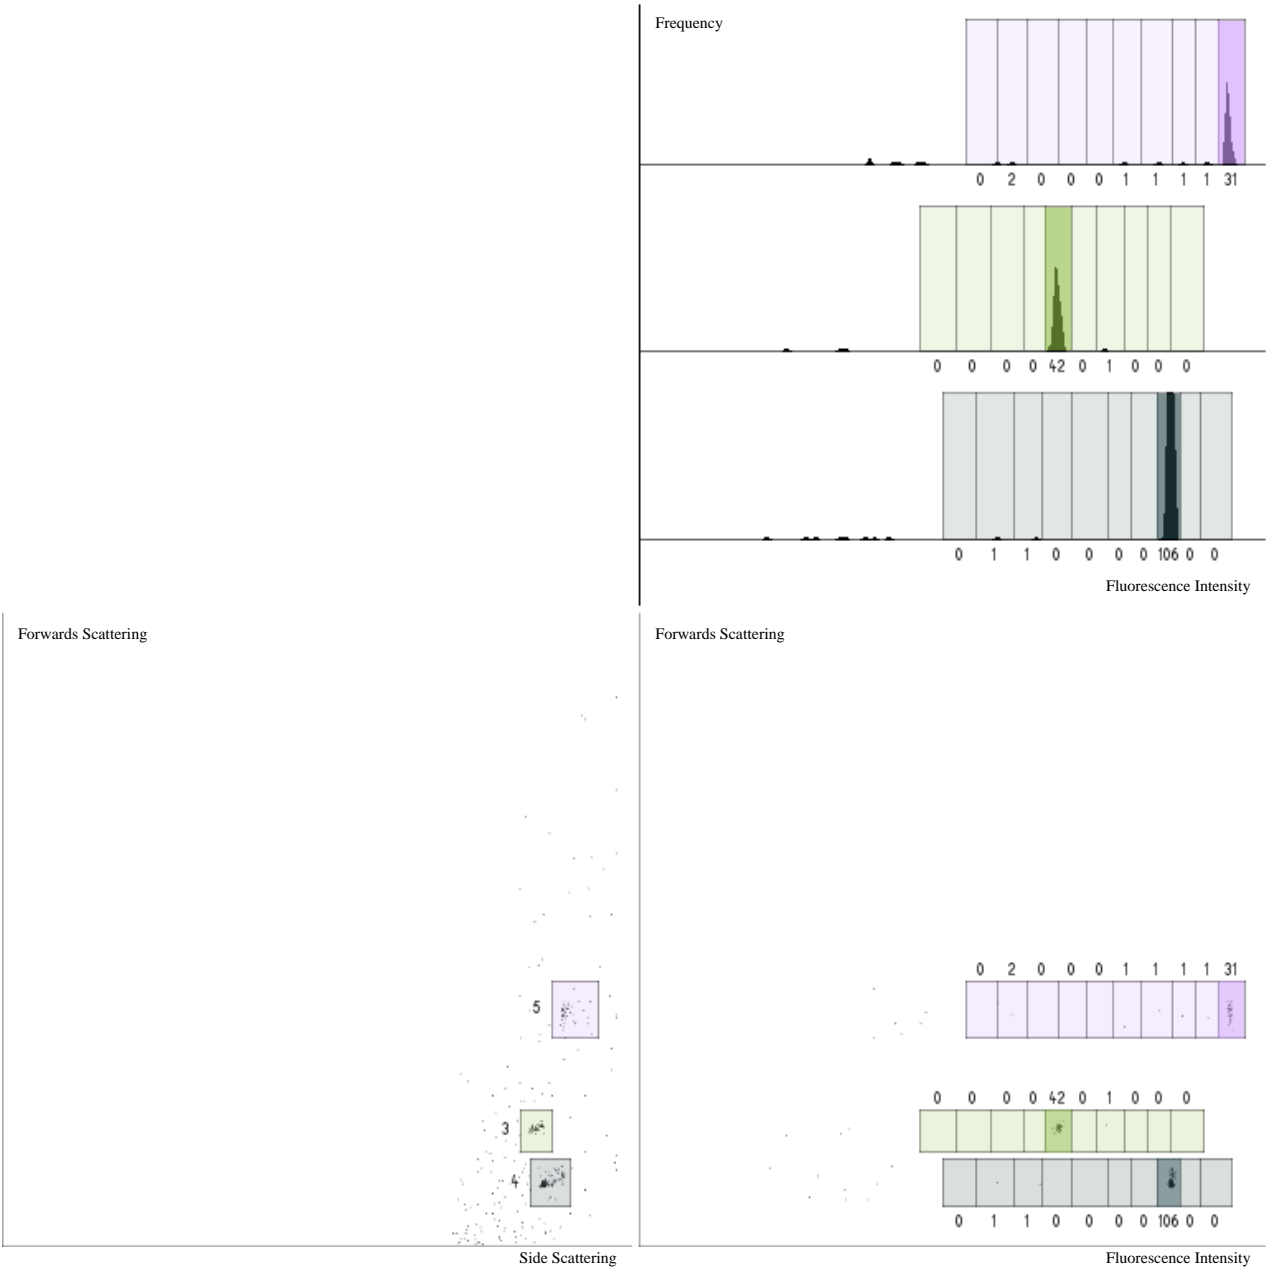 Frequency
0 2 0 0 0 1 1 1 1 31
0 0 0 0 42 0 1 0 0 0
0 1 1 0 0 0 0 106 0 0
Fluorescence Intensity
Forwards Scattering
5
3
4
Side Scattering
Forwards Scattering
0 2 0 0 0 1 1 1 1 31
0 0 0 0 42 0 1 0 0 0
0 1 1 0 0 0 0 106 0 0
Fluorescence Intensity